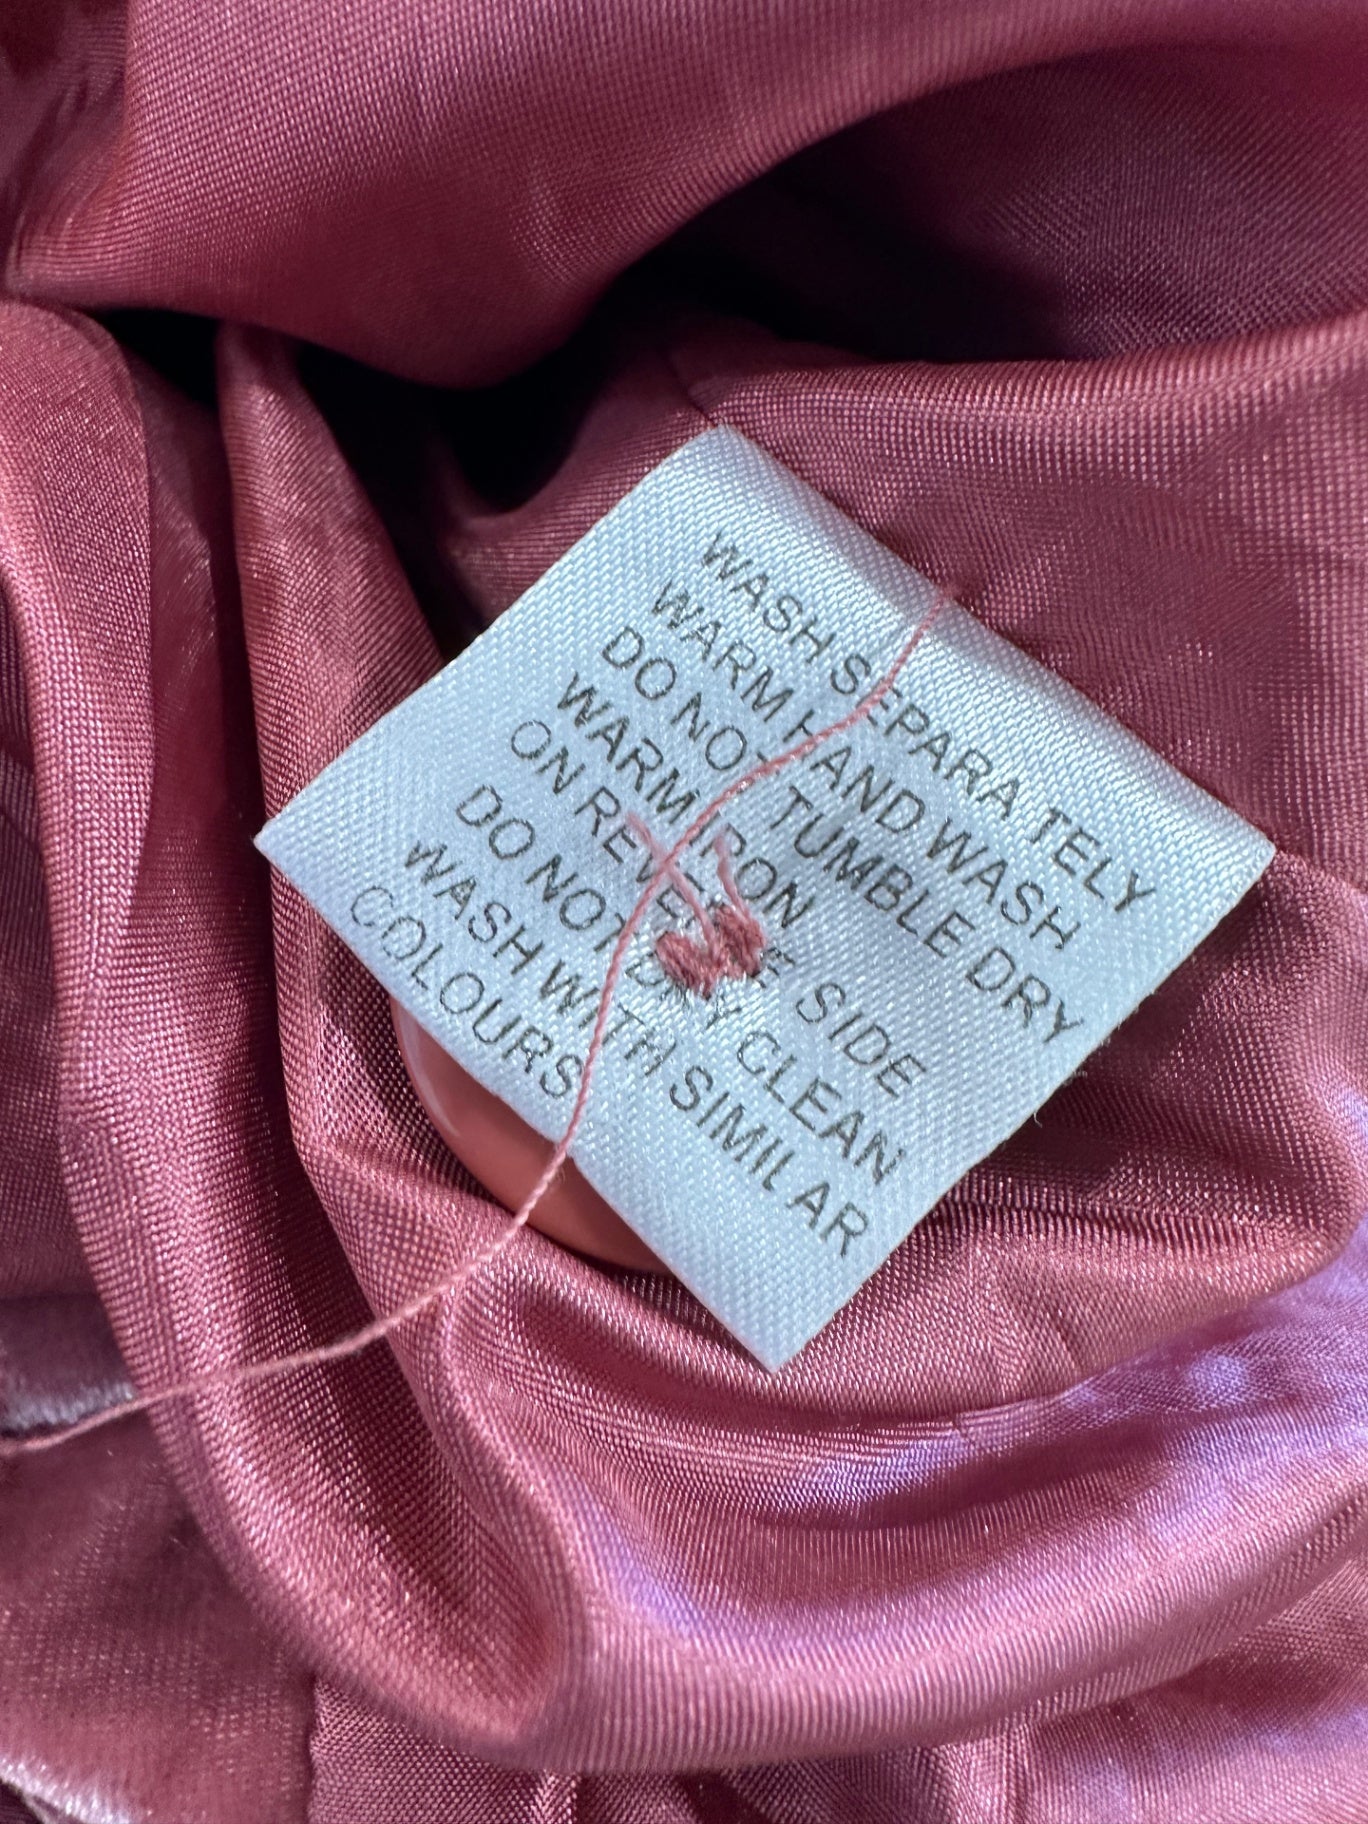 WASH SEPARA TELY
WARM HAND WASH
DO NOT TUMBLE DRY
WARM IRON
ON REVERSE SIDE
DO NOT DRY CLEAN
WASH WITH SIMIL AR
COLOURS